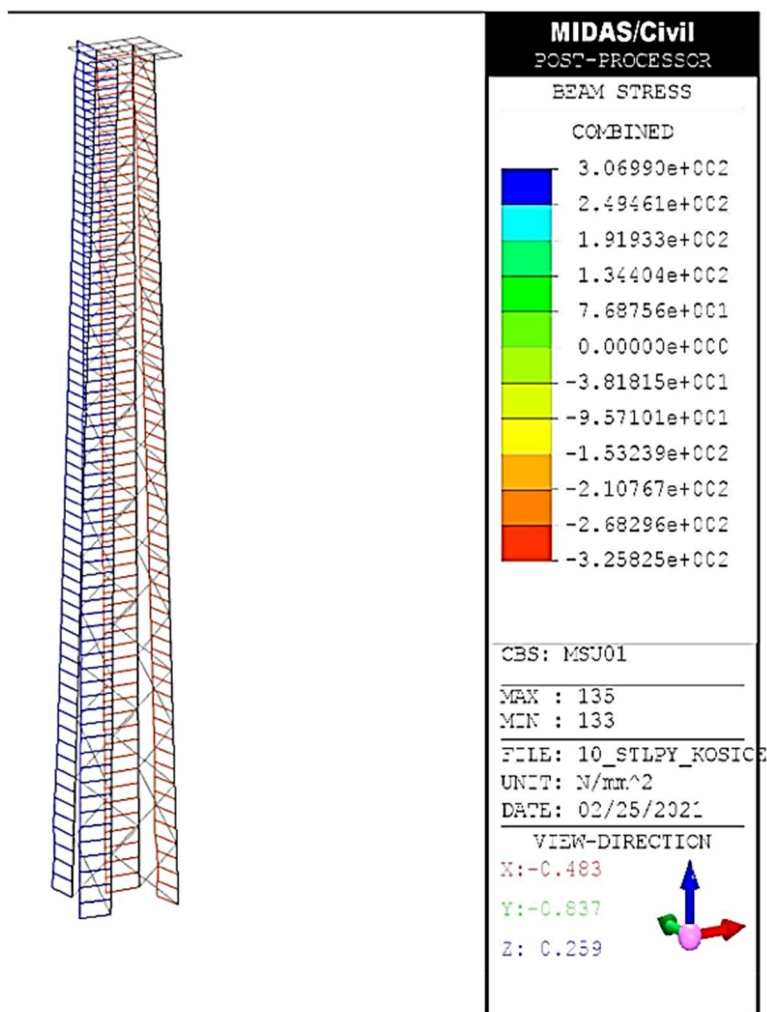 MIDAS/Civil
POST-PROCESSOR
BEAM STRESS
COMBINED
3.06990e+002
2.49461e+002
1.91933e+002
1.34404e+002
7.68756e+001
0.00000e+000
-3.81815e+001
-9.57101e+001
-1.53239e+002
-2.10767e+002
-2.68296e+002
-3.25825e+002
CBS: MSU01
MAX : 135
MIN : 133
FILE: 10_STLPY_KOSICE
UNIT: N/mm^2
DATE: 02/25/2021
VIEW-DIRECTION
X:-0.483
Y:-0.837
Z: 0.259